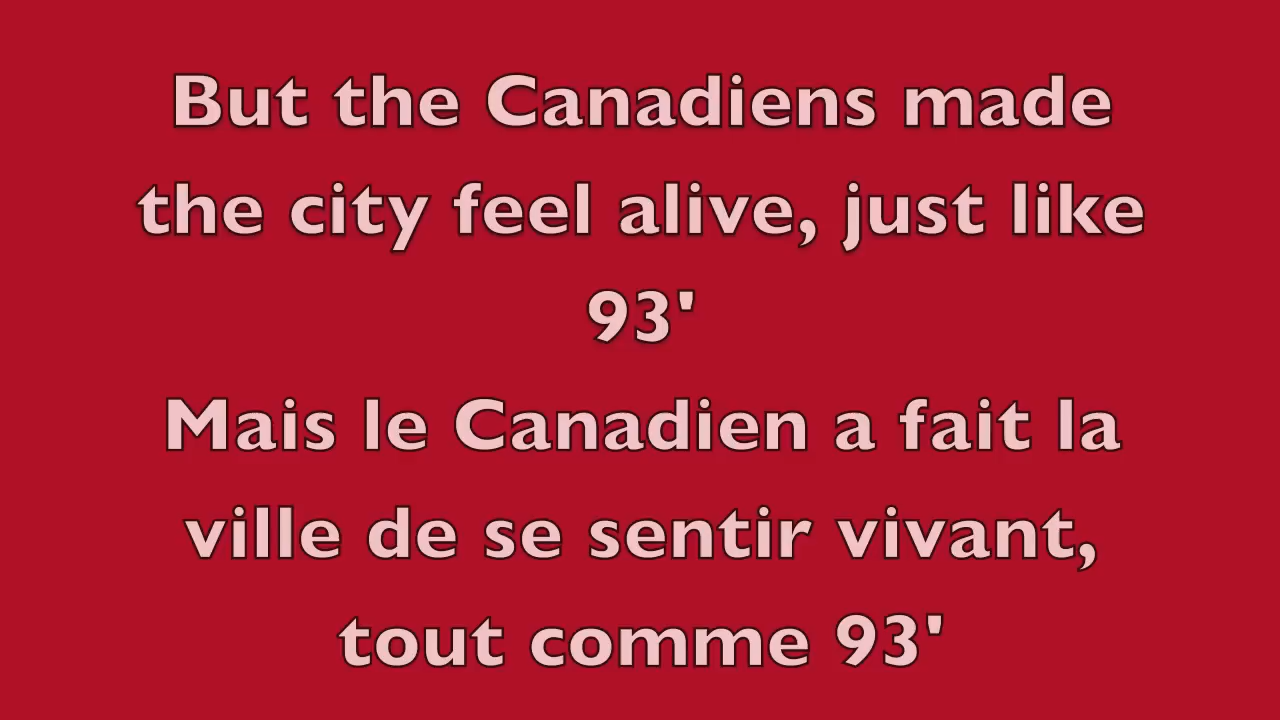 But the Canadiens made
the city feel alive, just like
93'
Mais le Canadien a fait la
ville de se sentir vivant,
tout comme 93'